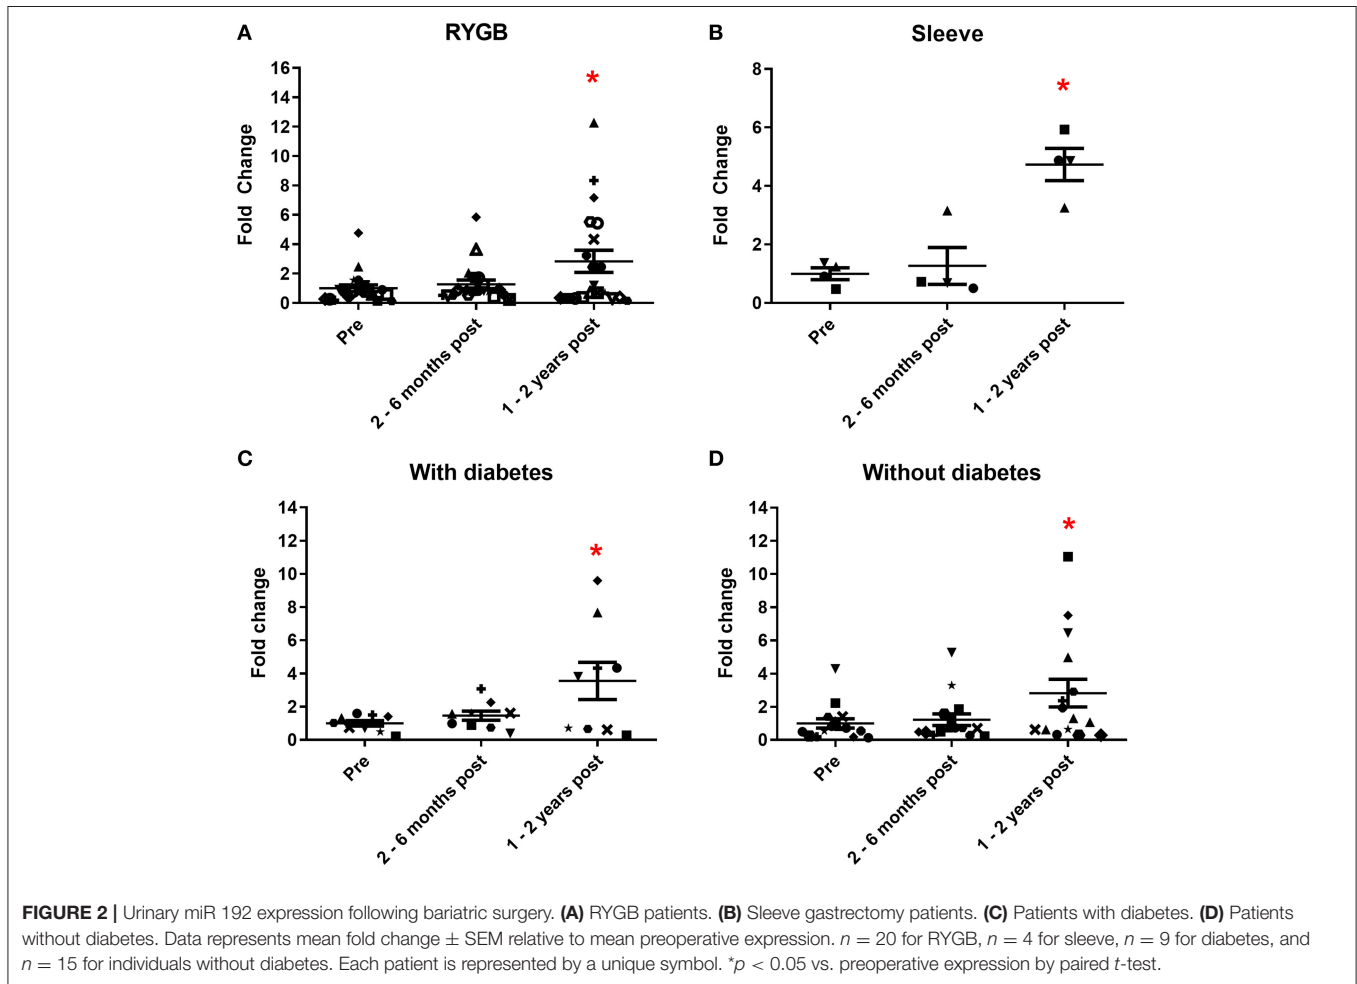 A
RYGB
Fold Change
16
14
12
10
8
6
4
2
0
*
Pre
2 - 6 months post
1 - 2 years post
B
Sleeve
Fold Change
8
6
4
2
0
*
Pre
2 - 6 months post
1 - 2 years post
C
With diabetes
Fold change
14
12
10
8
6
4
2
0
*
Pre
2 - 6 months post
1 - 2 years post
D
Without diabetes
Fold change
14
12
10
8
6
4
2
0
*
Pre
2 - 6 months post
1 - 2 years post
FIGURE 2 | Urinary miR 192 expression following bariatric surgery. (A) RYGB patients. (B) Sleeve gastrectomy patients. (C) Patients with diabetes. (D) Patients
without diabetes. Data represents mean fold change ± SEM relative to mean preoperative expression. n = 20 for RYGB, n = 4 for sleeve, n = 9 for diabetes, and
n = 15 for individuals without diabetes. Each patient is represented by a unique symbol. *p < 0.05 vs. preoperative expression by paired t-test.